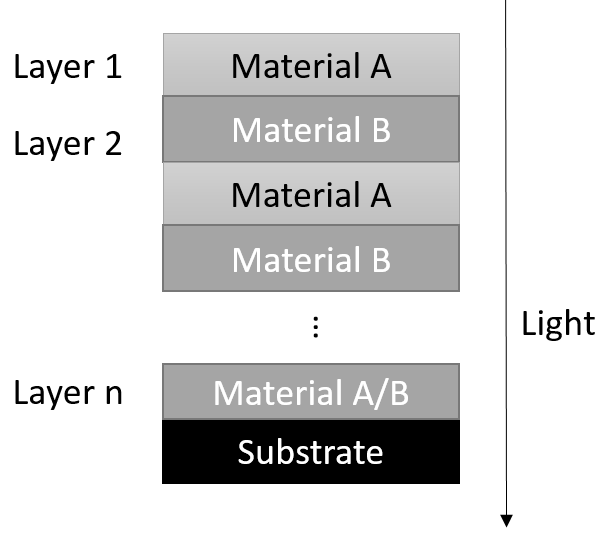 Layer 1
Material A
Layer 2
Material B
Material A
Material B
⋮
Light
Layer n
Material A/B
Substrate